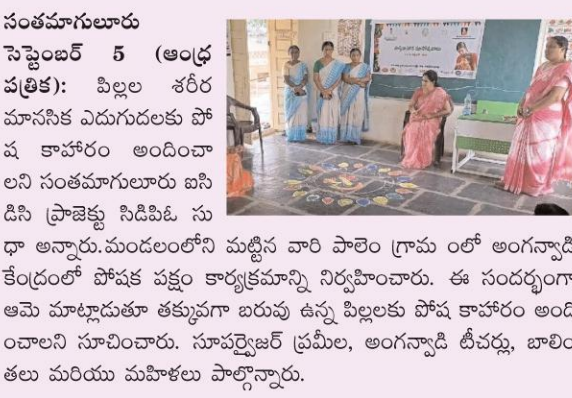 సంతమాగులూరు
సెప్టెంబర్ 5 (ఆంధ్ర
పత్రిక): పిల్లల శరీర
మానసిక ఎదుగుదలకు పో
ష కాహారం అందించా
లని సంతమాగులూరు ఐసి
డిసి ప్రాజెక్టు సిడిపిఓ సు
ధా అన్నారు.మండలంలోని మట్టిన వారి పాలెం గ్రామ ంలో అంగన్వాడి
కేంద్రంలో పోషక పక్షం కార్యక్రమాన్ని నిర్వహించారు. ఈ సందర్భంగా
ఆమె మాట్లాడుతూ తక్కువగా బరువు ఉన్న పిల్లలకు పోష కాహారం అంది
ంచాలని సూచించారు. సూపర్వైజర్ ప్రమీల, అంగన్వాడి టీచర్లు, బాలిం
తలు మరియు మహిళలు పాల్గొన్నారు.